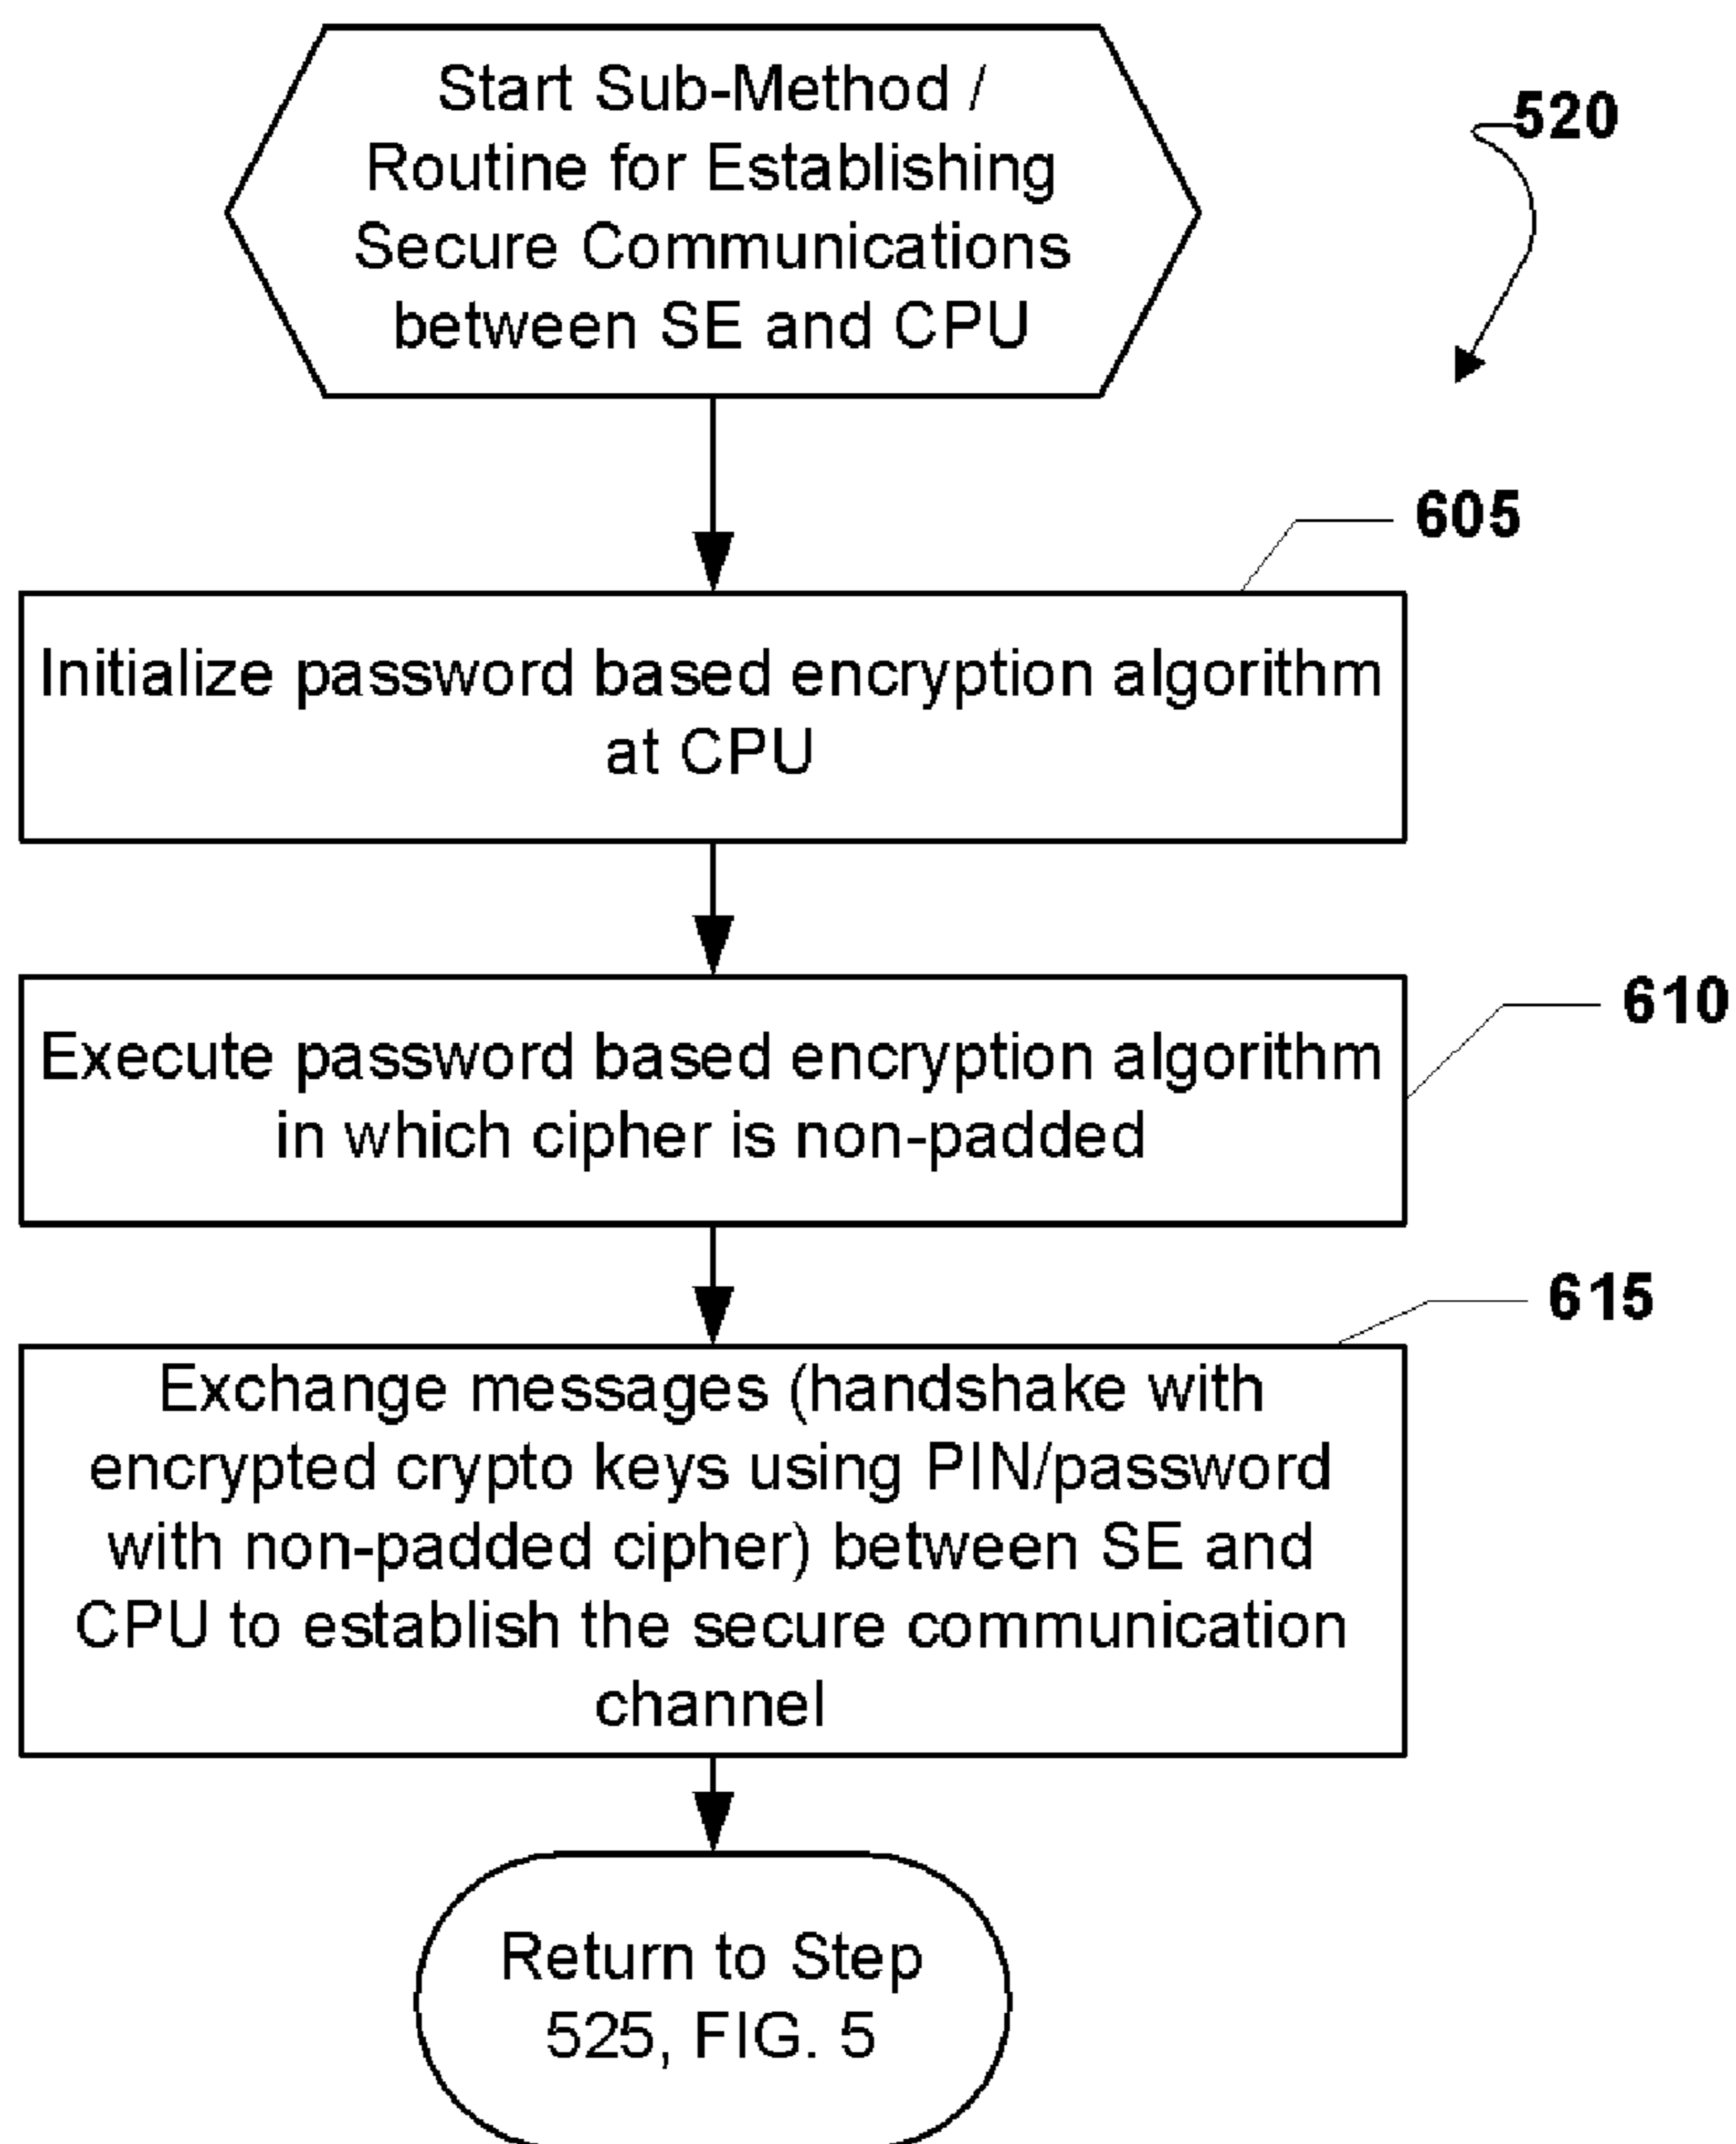 Start Sub-Method /
Routine for Establishing
Secure Communications
between SE and CPU
520
605
Initialize password based encryption algorithm
at CPU
610
Execute password based encryption algorithm
in which cipher is non-padded
615
Exchange messages (handshake with
encrypted crypto keys using PIN/password
with non-padded cipher) between SE and
CPU to establish the secure communication
channel
Return to Step
525, FIG. 5